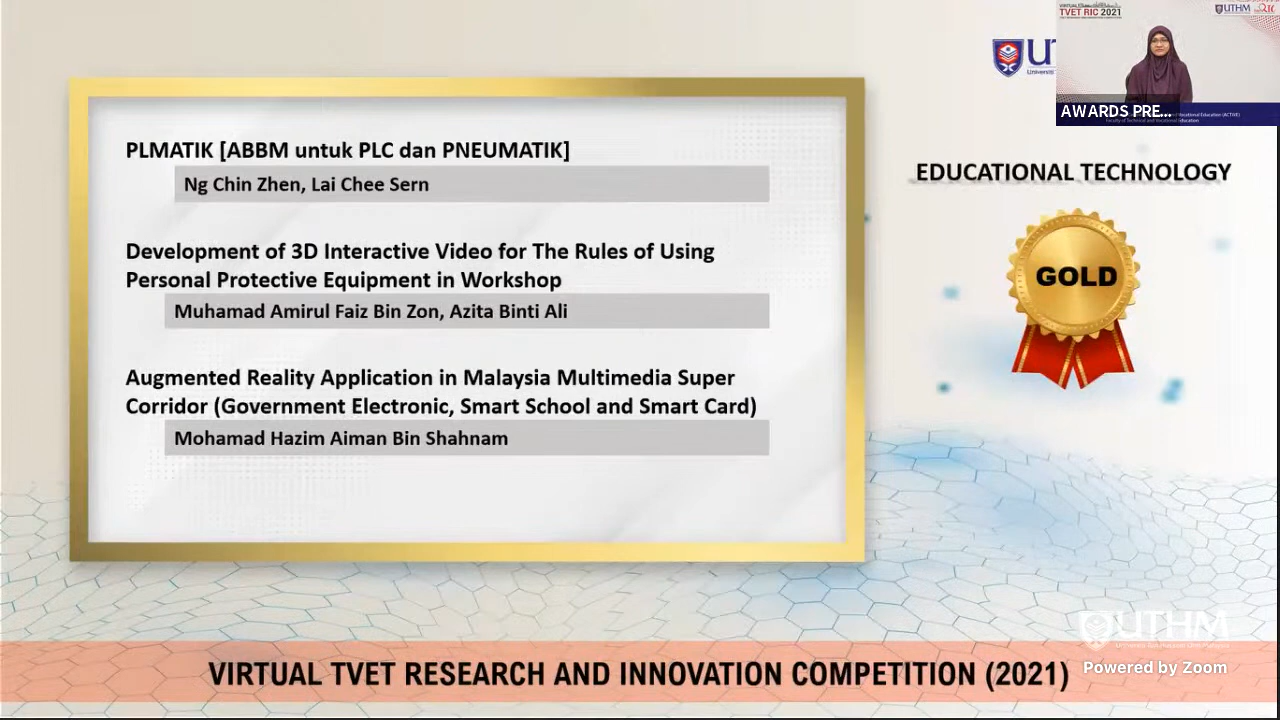 PLMATIK [ABBM untuk PLC dan PNEUMATIK]
Ng Chin Zhen, Lai Chee Sern
Development of 3D Interactive Video for The Rules of Using
Personal Protective Equipment in Workshop
Muhamad Amirul Faiz Bin Zon, Azita Binti Ali
Augmented Reality Application in Malaysia Multimedia Super
Corridor (Government Electronic, Smart School and Smart Card)
Mohamad Hazim Aiman Bin Shahnam
TVET RIC 2021
UTHM
AWARDS PRE...
EDUCATIONAL TECHNOLOGY
GOLD
UTHM
Powered by Zoom
VIRTUAL TVET RESEARCH AND INNOVATION COMPETITION (2021)